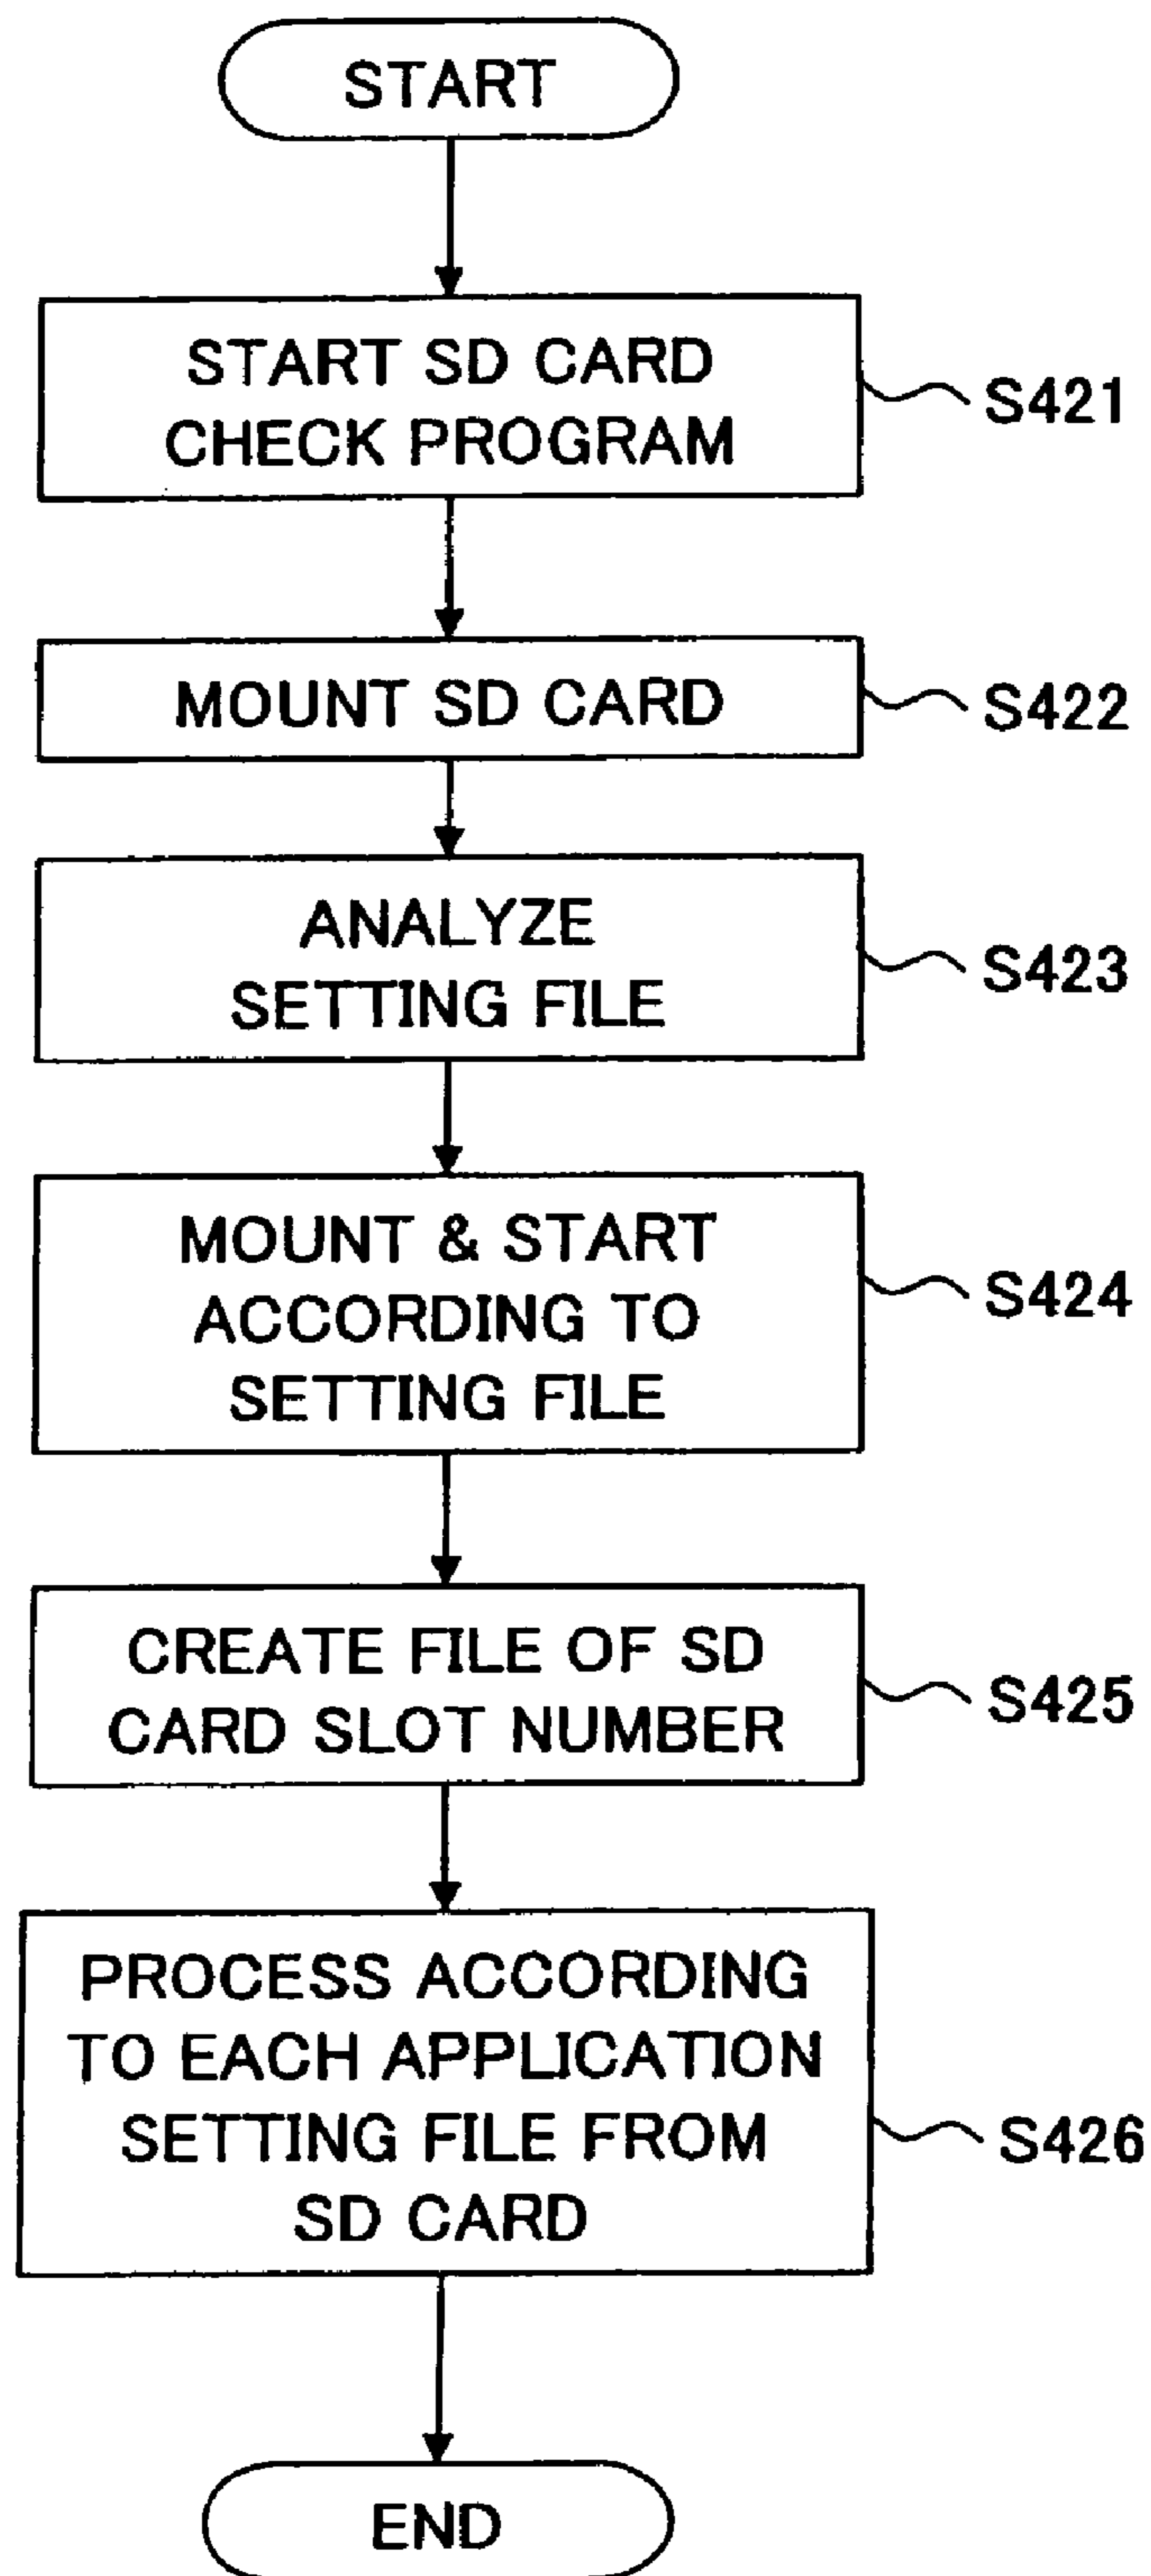 START
START SD CARD
CHECK PROGRAM
S421
MOUNT SD CARD
S422
ANALYZE
SETTING FILE
S423
MOUNT & START
ACCORDING TO
SETTING FILE
S424
CREATE FILE OF SD
CARD SLOT NUMBER
S425
PROCESS ACCORDING
TO EACH APPLICATION
SETTING FILE FROM
SD CARD
S426
END